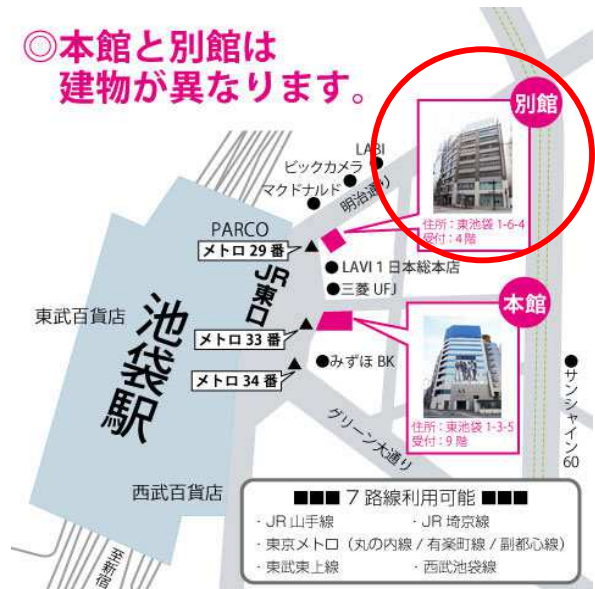 ◎本館と別館は
建物が異なります。
別館
LABI
ビックカメラ
マクドナルド
明治通り
住所：東池袋 1-6-4
受付：4階
PARCO
メトロ 29 番
LAVI 1 日本総本店
三菱 UFJ
JR東口
本館
東武百貨店
池袋駅
メトロ 33 番
みずほ BK
メトロ 34 番
サンシャイン60
住所：東池袋 1-3-5
受付：9 階
グリーン大通り
西武百貨店
■■■ 7 路線利用可能 ■■■
· JR 山手線 · JR 埼京線
· 東京メトロ（丸の内線 / 有楽町線 / 副都心線）
· 東武東上線 · 西武池袋線
至新宿